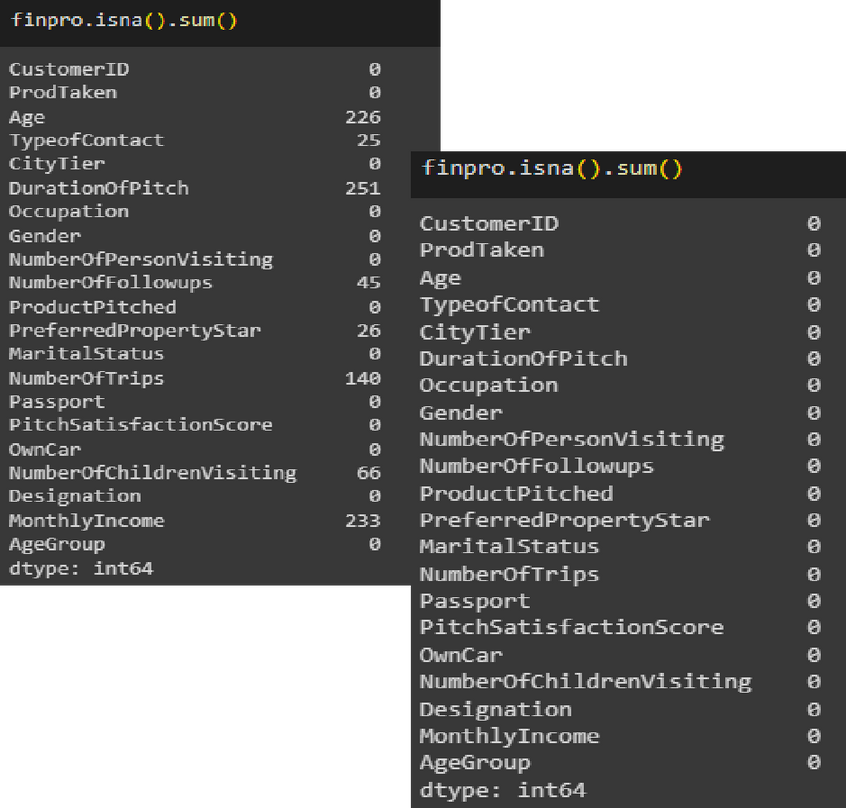 finpro.isna().sum()
CustomerID 0
ProdTaken 0
Age 226
TypeofContact 25
CityTier 0
DurationOfPitch 251
Occupation 0
Gender 0
NumberOfPersonVisiting 0
NumberOfFollowups 45
ProductPitched 0
PreferredPropertyStar 26
MaritalStatus 0
NumberOfTrips 140
Passport 0
PitchSatisfactionScore 0
OwnCar 0
NumberOfChildrenVisiting 66
Designation 0
MonthlyIncome 233
AgeGroup 0
dtype: int64
finpro.isna().sum()
CustomerID 0
ProdTaken 0
Age 0
TypeofContact 0
CityTier 0
DurationOfPitch 0
Occupation 0
Gender 0
NumberOfPersonVisiting 0
NumberOfFollowups 0
ProductPitched 0
PreferredPropertyStar 0
MaritalStatus 0
NumberOfTrips 0
Passport 0
PitchSatisfactionScore 0
OwnCar 0
NumberOfChildrenVisiting 0
Designation 0
MonthlyIncome 0
AgeGroup 0
dtype: int64